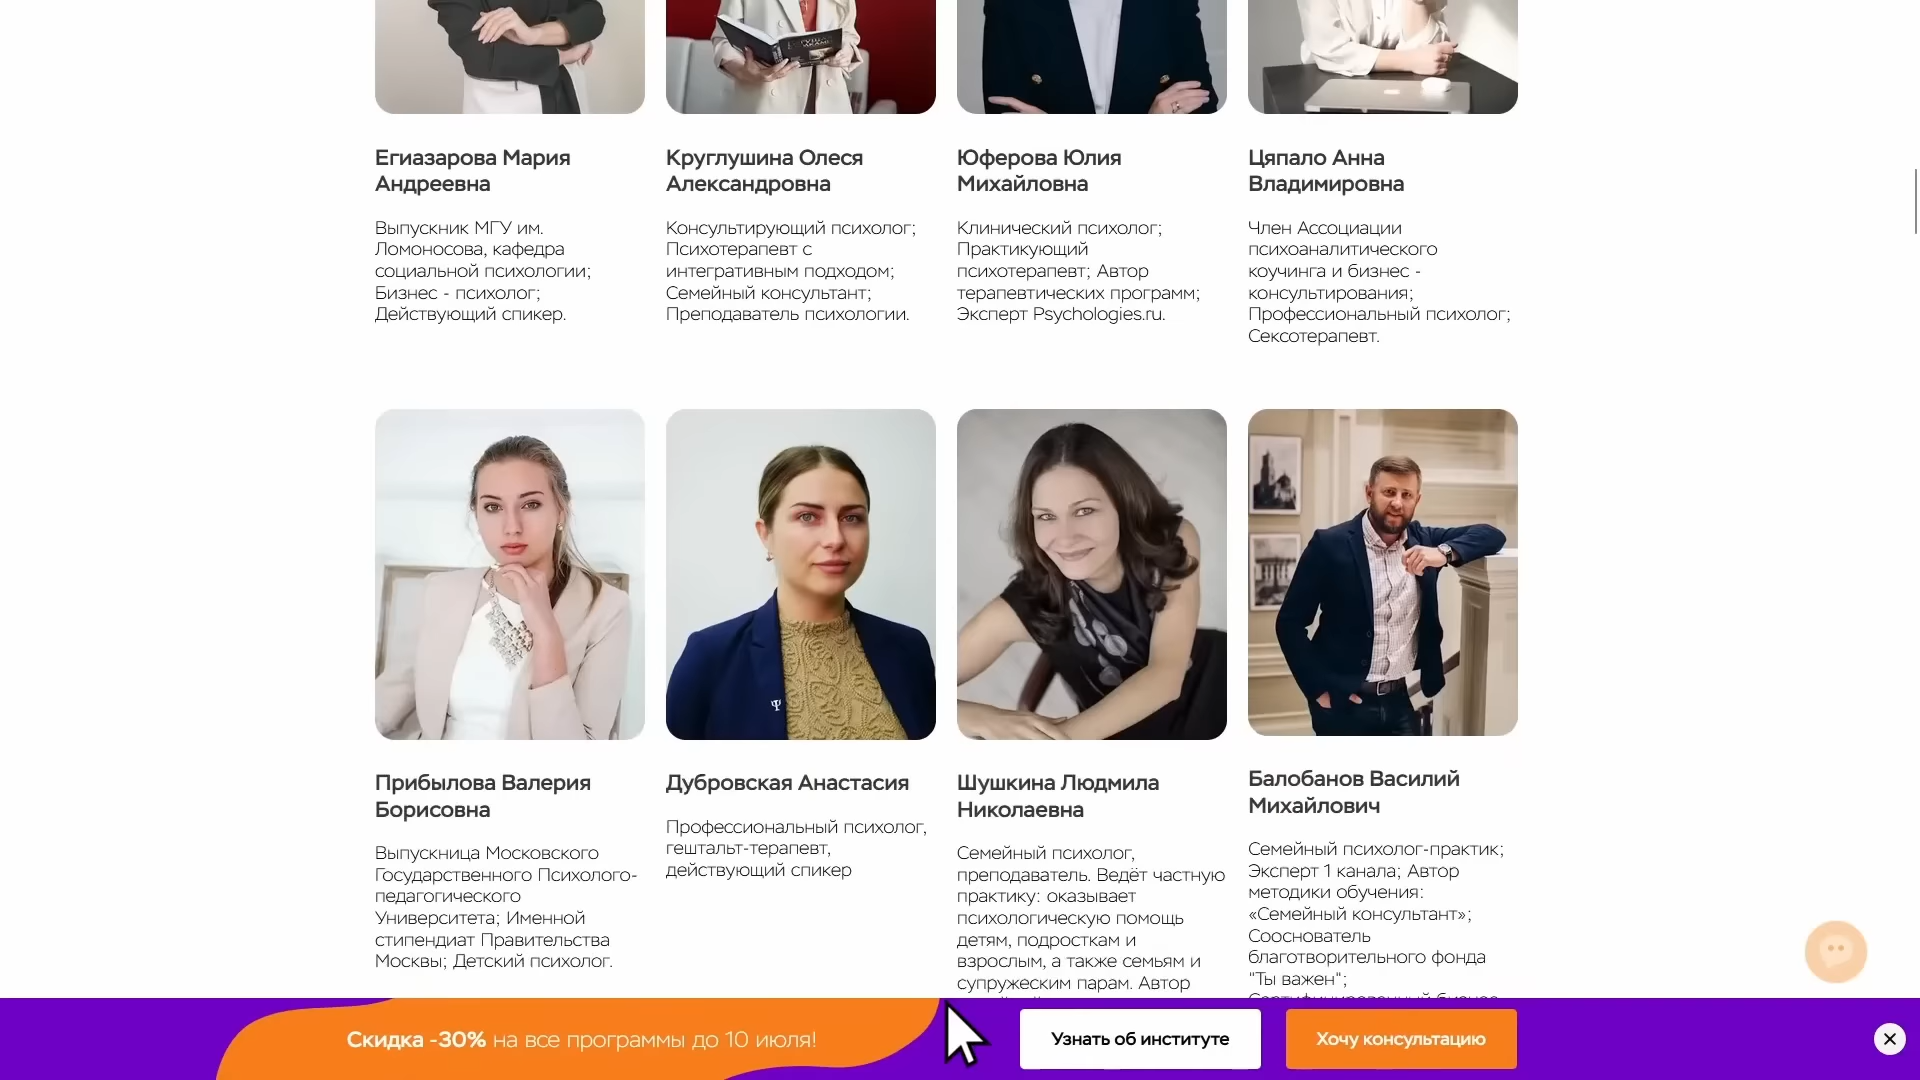 Егиазарова Мария
Андреевна
Выпускник МГУ им.
Ломоносова, кафедра
социальной психологии;
Бизнес - психолог;
Действующий спикер.
Круглушина Олеся
Александровна
Консультирующий психолог;
Психотерапевт с
интегративным подходом;
Семейный консультант;
Преподаватель психологии.
Юферова Юлия
Михайловна
Клинический психолог;
Практикующий
психотерапевт; Автор
терапевтических программ;
Эксперт Psychologies.ru.
Цяпало Анна
Владимировна
Член Ассоциации
психоаналитического
коучинга и бизнес -
консультирования;
Профессиональный психолог;
Сексотерапевт.
Ψ
Прибылова Валерия
Борисовна
Выпускница Московского
Государственного Психолого-
педагогического
Университета; Именной
стипендиат Правительства
Москвы; Детский психолог.
Дубровская Анастасия
Профессиональный психолог,
гештальт-терапевт,
действующий спикер
Шушкина Людмила
Николаевна
Семейный психолог,
преподаватель. Ведёт частную
практику: оказывает
психологическую помощь
детям, подросткам и
взрослым, а также семьям и
супружеским парам. Автор
Балобанов Василий
Михайлович
Семейный психолог-практик;
Эксперт 1 канала; Автор
методики обучения:
«Семейный консультант»;
Сооснователь
благотворительного фонда
"Ты важен";
Скидка -30% на все программы до 10 июля!
Узнать об институте
Хочу консультацию